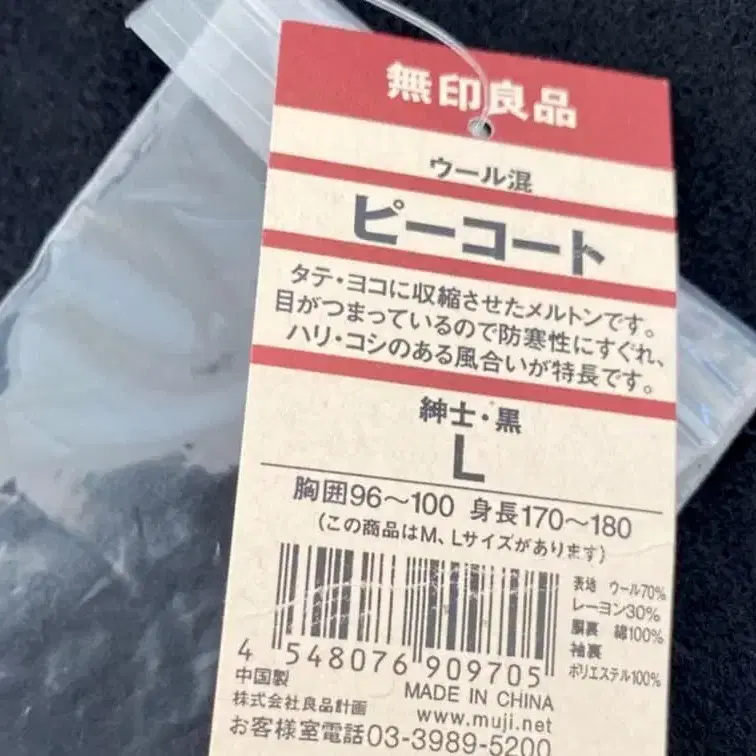 無印良品
ウール混
ピーコート
タテ・ヨコに収縮させたメルトンです。
目がつまっているので防寒性にすぐれ、
ハリ・コシのある風合いが特長です。
紳士・黒
L
胸囲96～100 身長170～180
(この商品はM、Lサイズがあります)
表地 ウール70%
レーヨン30%
胴裏 綿100%
袖裏
ポリエステル100%
4 548076 909705
中国製 MADE IN CHINA
株式会社良品計画 www.muji.net
お客様室電話03-3989-5200